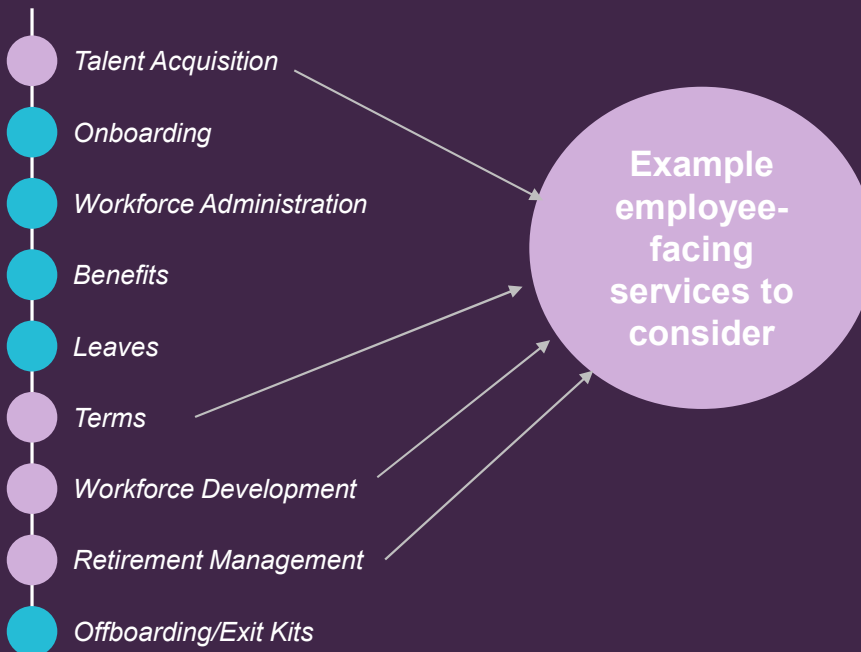 Talent Acquisition
Onboarding
Workforce Administration
Benefits
Leaves
Terms
Workforce Development
Retirement Management
Offboarding/Exit Kits
Example
employee-
facing
services to
consider